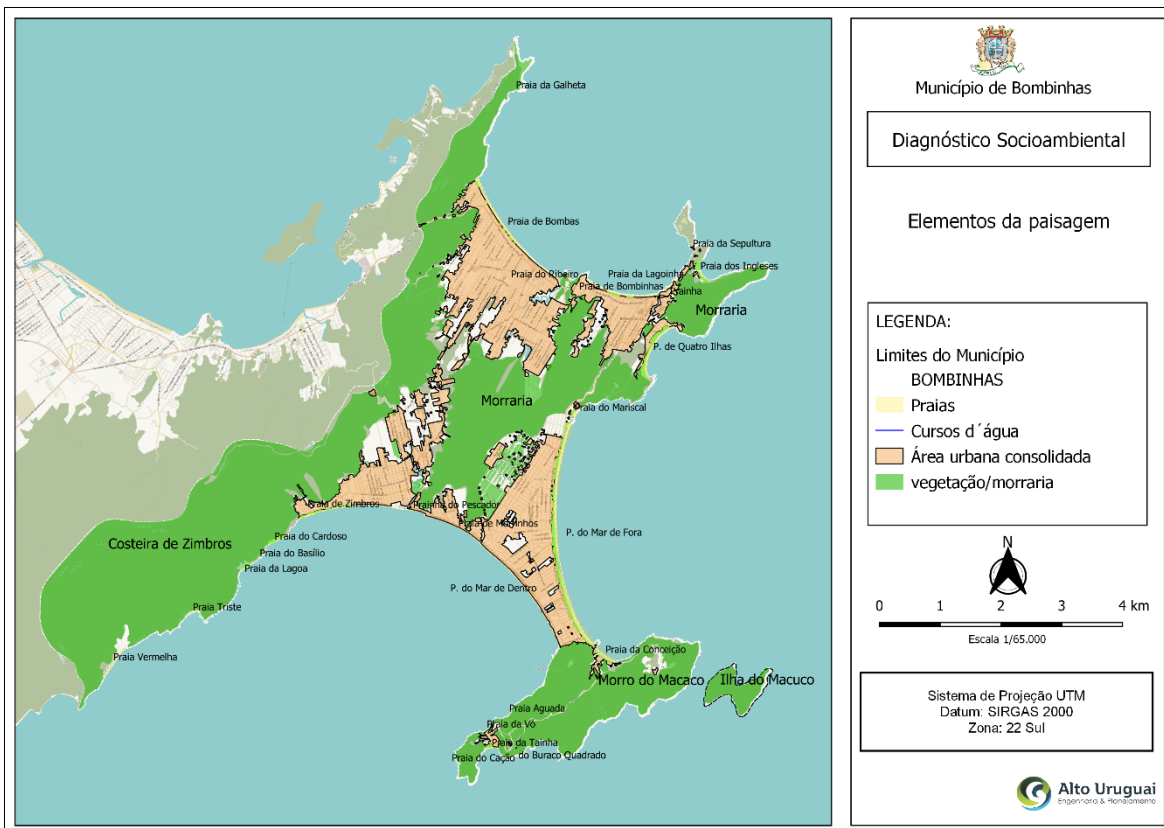 Praia da Galheta
Praia de Bombas
Praia da Sepultura
Praia do Ribeiro
Praia da Lagoinha
Praia dos Ingleses
Praia de Bombinhas
Morraria
P. de Quatro Ilhas
Morraria
Praia do Mariscal
Praia de Zimbros
Prainha do Pescador
P. do Mar de Fora
Praia do Cardoso
Costeira de Zimbros
Praia do Basílio
Praia da Lagoa
P. do Mar de Dentro
Praia Triste
Praia Vermelha
Praia da Conceição
Morro do Macaco
Ilha do Macuco
Praia Aguada
Praia da Vó
Praia da Tainha
Praia do Cação
do Buraco Quadrado
Município de Bombinhas
Diagnóstico Socioambiental
Elementos da paisagem
LEGENDA:
Limites do Município
BOMBINHAS
Praias
Cursos d´água
Área urbana consolidada
vegetação/morraria
N
0 1 2 3 4 km
Escala 1/65.000
Sistema de Projeção UTM
Datum: SIRGAS 2000
Zona: 22 Sul
Alto Uruguai
Engenharia & Planejamento